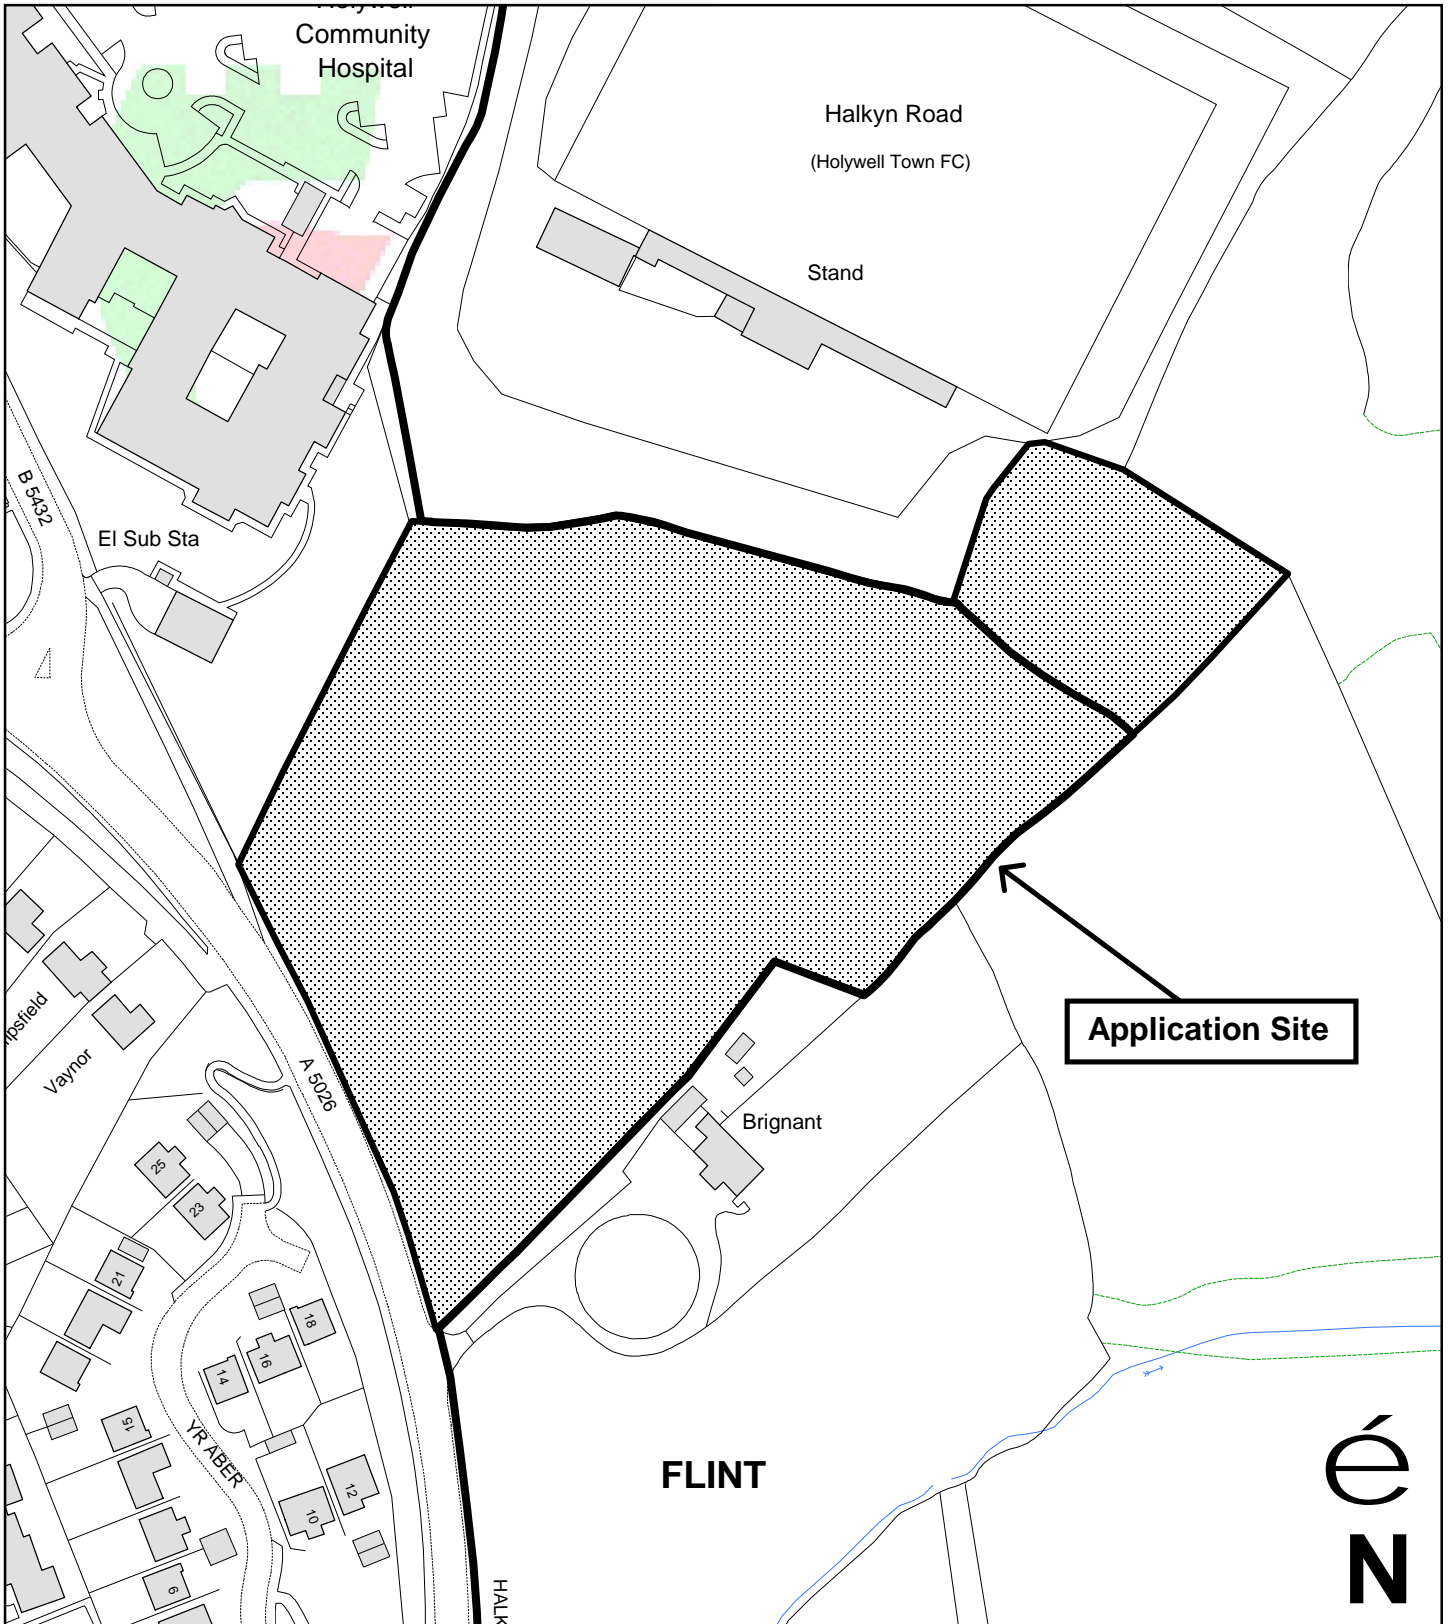 Community
Hospital
Halkyn Road
(Holywell Town FC)
Stand
B 5432
El Sub Sta
Application Site
Vaynor
A 5026
Brignant
25
23
21
18
16
14
15
YR ABER
FLINT
12
10
6
é
N